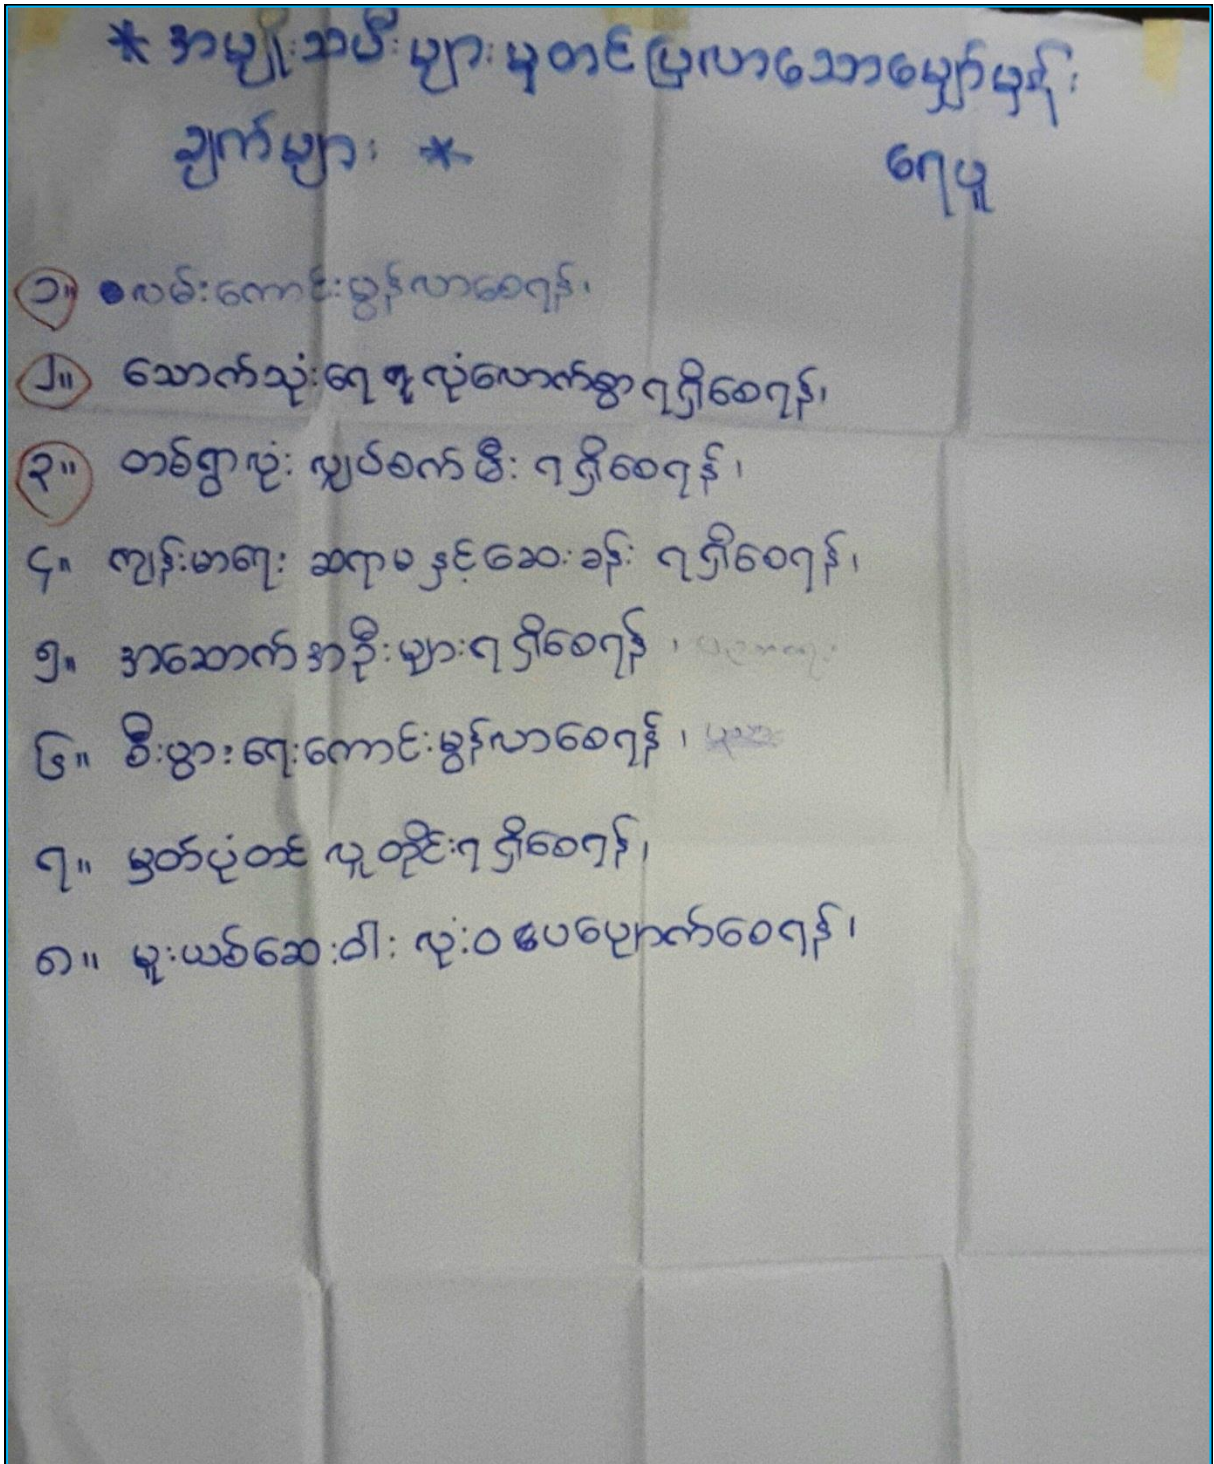 * အမျိုးသမီးများမှတင်ပြလာသောမျှော်မှန်း
ချက်များ *
ရေပူ
၁။ လမ်းကောင်းမွန်လာစေရန်၊
၂။ သောက်သုံးရေ လုံလောက်စွာရရှိစေရန်၊
၃။ တစ်ရွာလုံး လျှပ်စက်မီး ရရှိစေရန်၊
၄။ ကျန်းမာရေး ဆရာမနှင့်ဆေးခန်း ရရှိစေရန်၊
၅။ အဆောက်အဦးများရရှိစေရန်၊
၆။ စီးပွားရေးကောင်းမွန်လာစေရန်၊
၇။ မှတ်ပုံတင် လူတိုင်းရရှိစေရန်၊
၈။ မူးယစ်ဆေးဝါး လုံးဝပပျောက်စေရန်၊